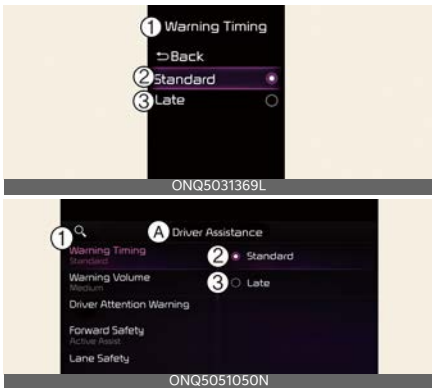 ① Warning Timing
⮌Back
② Standard
③ Late
ONQ5031369L
Ⓐ Driver Assistance
① Warning Timing
Standard
② Standard
Warning Volume
Medium
③ Late
Driver Attention Warning
Forward Safety
Active Assist
Lane Safety
ONQ5051050N